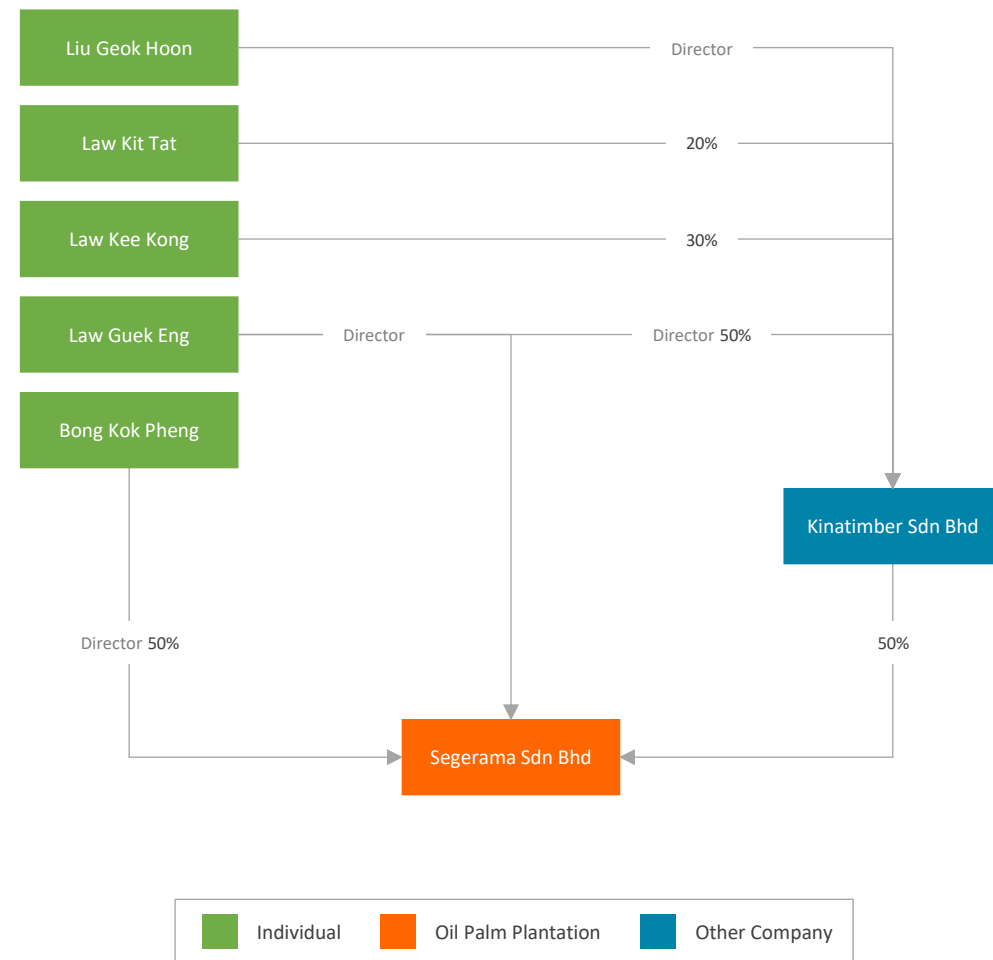 Liu Geok Hoon
Director
Law Kit Tat
20%
Law Kee Kong
30%
Law Guek Eng
Director
Director 50%
Bong Kok Pheng
Kinatimber Sdn Bhd
Director 50%
50%
Segerama Sdn Bhd
Individual
Oil Palm Plantation
Other Company